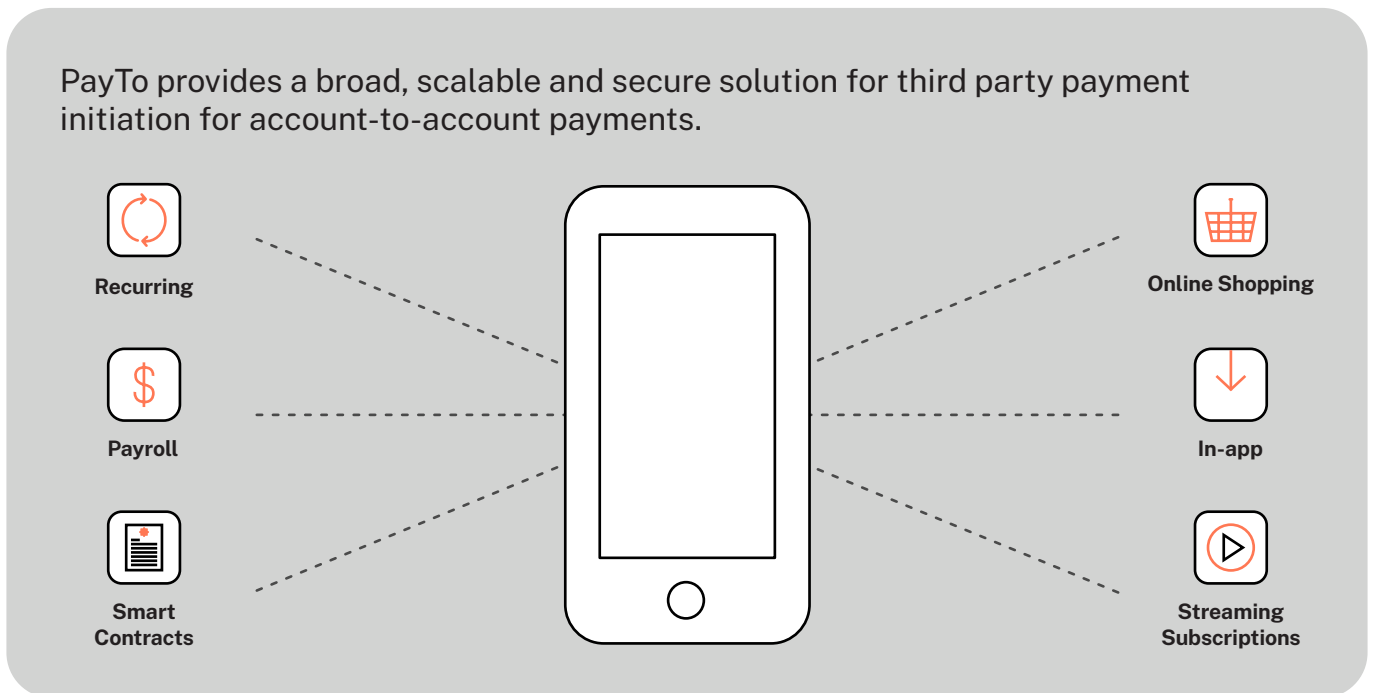 PayTo provides a broad, scalable and secure solution for third party payment
initiation for account-to-account payments.
Recurring
Payroll
Smart
Contracts
Online Shopping
In-app
Streaming
Subscriptions